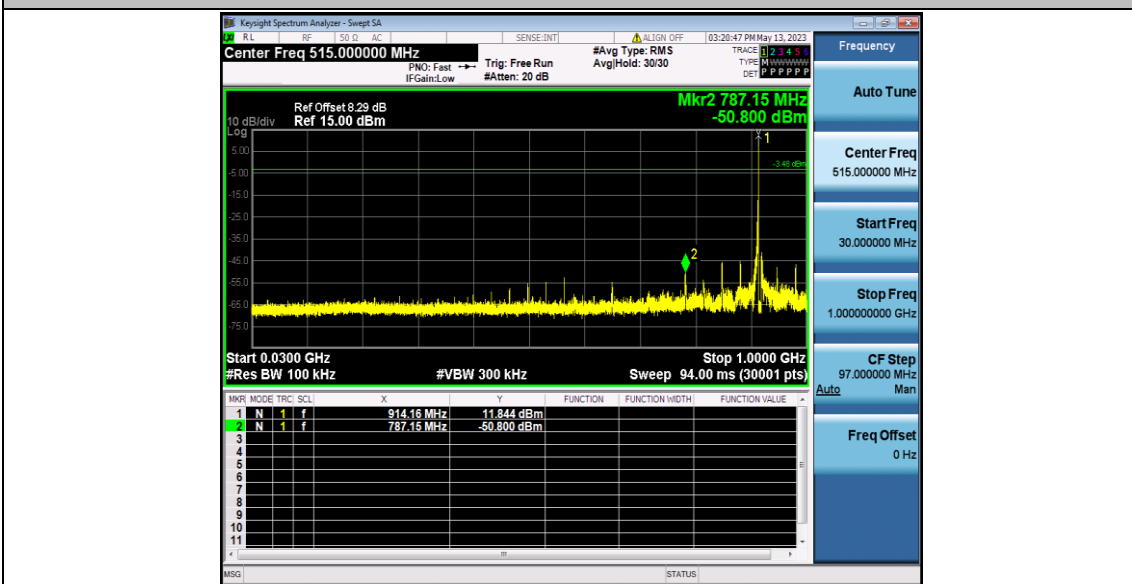 Keysight Spectrum Analyzer - Swept SA
LXI RL RF 50 Ω AC SENSE:INT ALIGN OFF 03:20:47 PM May 13, 2023
Center Freq 515.000000 MHz
PNO: Fast
IFGain:Low
Trig: Free Run
#Atten: 20 dB
#Avg Type: RMS
Avg|Hold: 30/30
TRACE 1 2 3 4 5 6
TYPE M WWWWW
DET P P P P P P
Frequency
Auto Tune
Center Freq
515.000000 MHz
Start Freq
30.000000 MHz
Stop Freq
1.000000000 GHz
CF Step
97.000000 MHz
Auto Man
Freq Offset
0 Hz
Mkr2 787.15 MHz
-50.800 dBm
Ref Offset 8.29 dB
10 dB/div Ref 15.00 dBm
Log
1
5.00
-3.48 dBm
-5.00
-15.0
-25.0
-35.0
2
-45.0
-55.0
-65.0
-75.0
Start 0.0300 GHz Stop 1.0000 GHz
#Res BW 100 kHz #VBW 300 kHz Sweep 94.00 ms (30001 pts)
MKR MODE TRC SCL X Y FUNCTION FUNCTION WIDTH FUNCTION VALUE
1 N 1 f 914.16 MHz 11.844 dBm
2 N 1 f 787.15 MHz -50.800 dBm
3
4
5
6
7
8
9
10
11
MSG STATUS